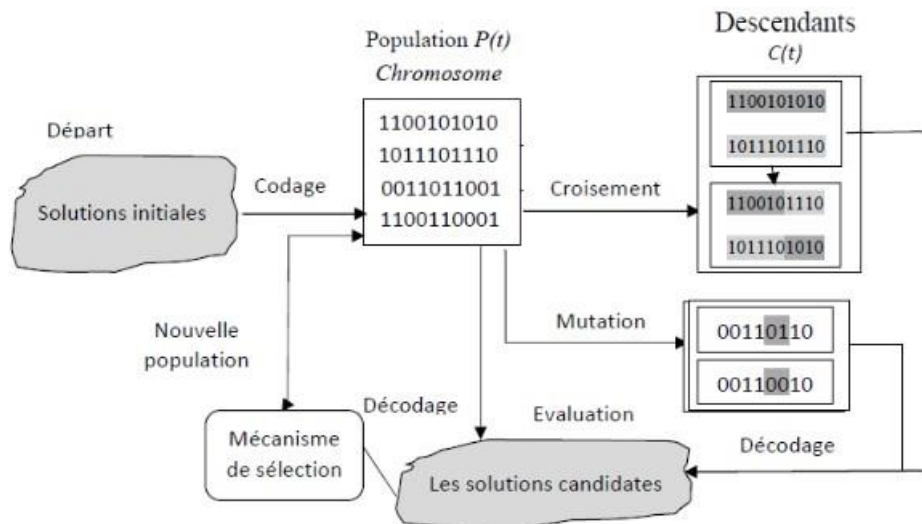 Départ
Solutions initiales
Codage
Population P(t)
Chromosome
1100101010
1011101110
0011011001
1100110001
Croisement
Descendants
C(t)
1100101010
1011101110
1100101110
1011101010
Mutation
00110110
00110010
Nouvelle
population
Mécanisme
de sélection
Décodage
Evaluation
Les solutions candidates
Décodage